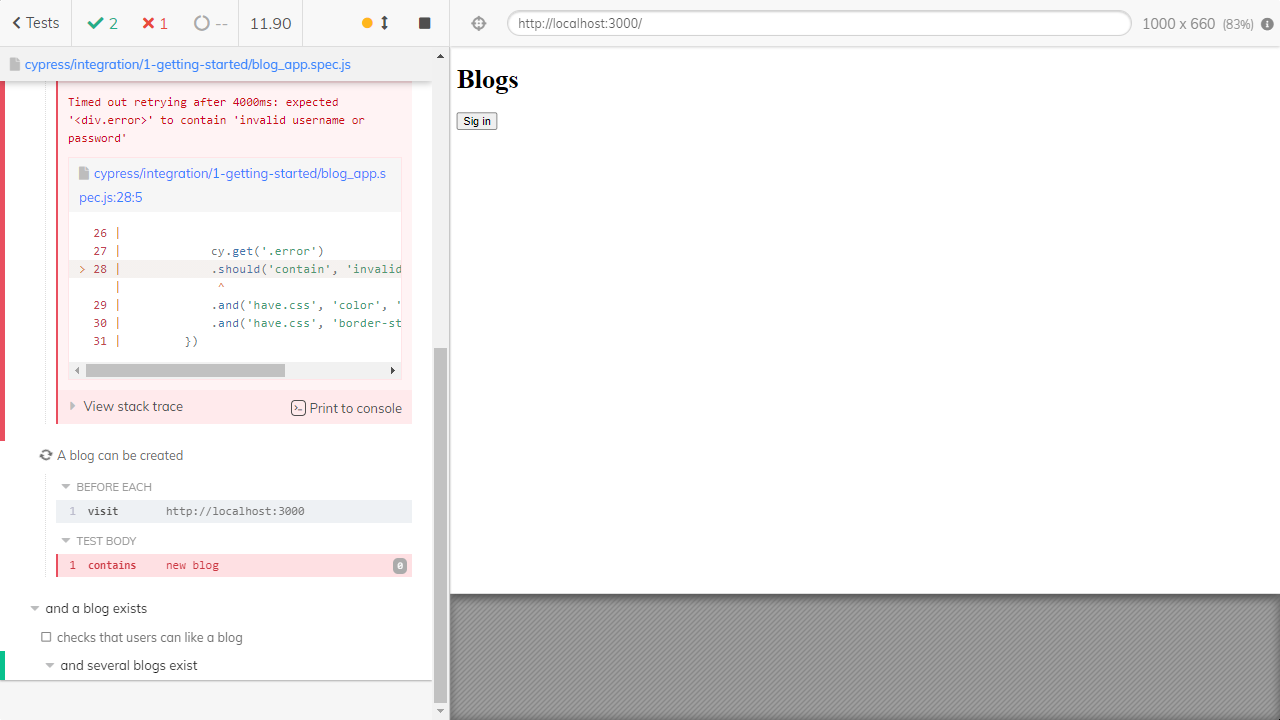 Tests 2 1 -- 11.90
http://localhost:3000/ 1000 x 660 (83%)
cypress/integration/1-getting-started/blog_app.spec.js
Timed out retrying after 4000ms: expected
'<div.error>' to contain 'invalid username or
password'
cypress/integration/1-getting-started/blog_app.s
pec.js:28:5
26 |
27 | cy.get('.error')
> 28 | .should('contain', 'invalid
| ^
29 | .and('have.css', 'color', '
30 | .and('have.css', 'border-st
31 | })
View stack trace Print to console
A blog can be created
BEFORE EACH
1 visit http://localhost:3000
TEST BODY
1 contains new blog 0
and a blog exists
checks that users can like a blog
and several blogs exist
Blogs
Sig in